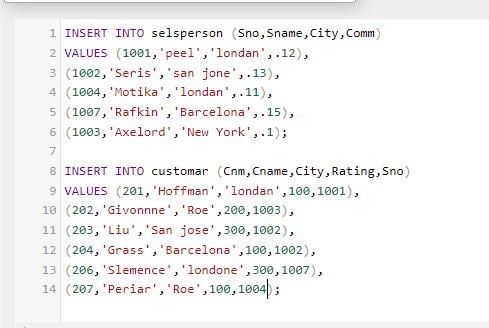 1 INSERT INTO selsperson (Sno,Sname,City,Comm)
2 VALUES (1001,'peel','londan',.12),
3 (1002,'Seris','san jone',.13),
4 (1004,'Motika','londan',.11),
5 (1007,'Rafkin','Barcelona',.15),
6 (1003,'Axelord','New York',.1);
7
8 INSERT INTO customar (Cnm,Cname,City,Rating,Sno)
9 VALUES (201,'Hoffman','londan',100,1001),
10 (202,'Givonnne','Roe',200,1003),
11 (203,'Liu','San jose',300,1002),
12 (204,'Grass','Barcelona',100,1002),
13 (206,'Slemence','londone',300,1007),
14 (207,'Periar','Roe',100,1004);